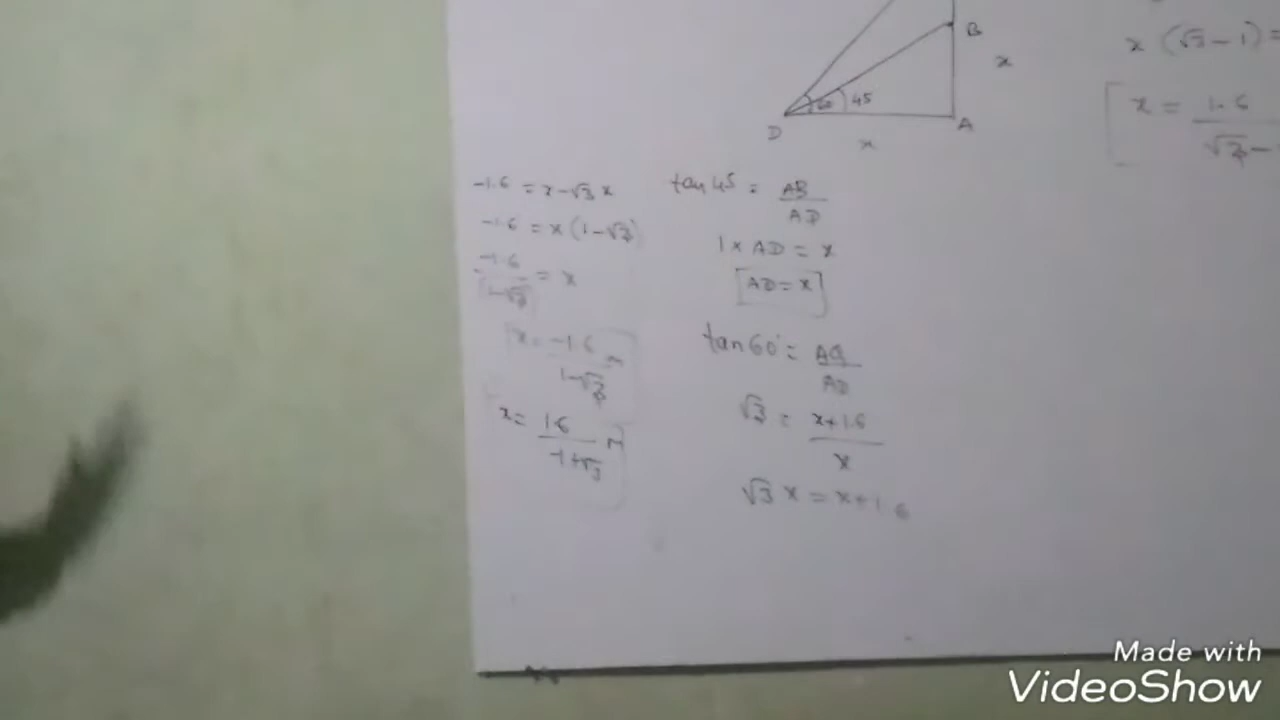 B
x
60 45
D
A
x
x (√3 - 1) =
x = 1.6
√3 -
-1.6 = x - √3 x
-1.6 = x (1 - √3)
-1.6 = x
1-√3
x = -1.6 m
1-√3
x = 1.6 m
-1+√3
tan 45 = AB
AD
1 x AD = x
AD = x
tan 60° = AC
AD
√3 = x+1.6
x
√3 x = x+1.6
Made with
VideoShow